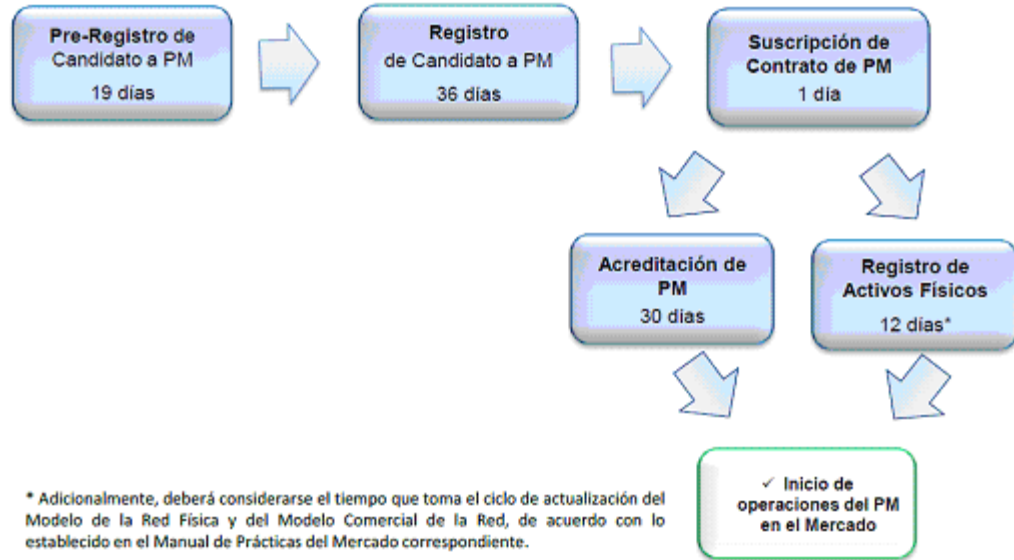 Pre-Registro de
Candidato a PM
19 días
Registro
de Candidato a PM
36 días
Suscripción de
Contrato de PM
1 día
Acreditación de
PM
30 días
Registro de
Activos Físicos
12 días*
✓ Inicio de
operaciones del PM
en el Mercado
* Adicionalmente, deberá considerarse el tiempo que toma el ciclo de actualización del
Modelo de la Red Física y del Modelo Comercial de la Red, de acuerdo con lo
establecido en el Manual de Prácticas del Mercado correspondiente.